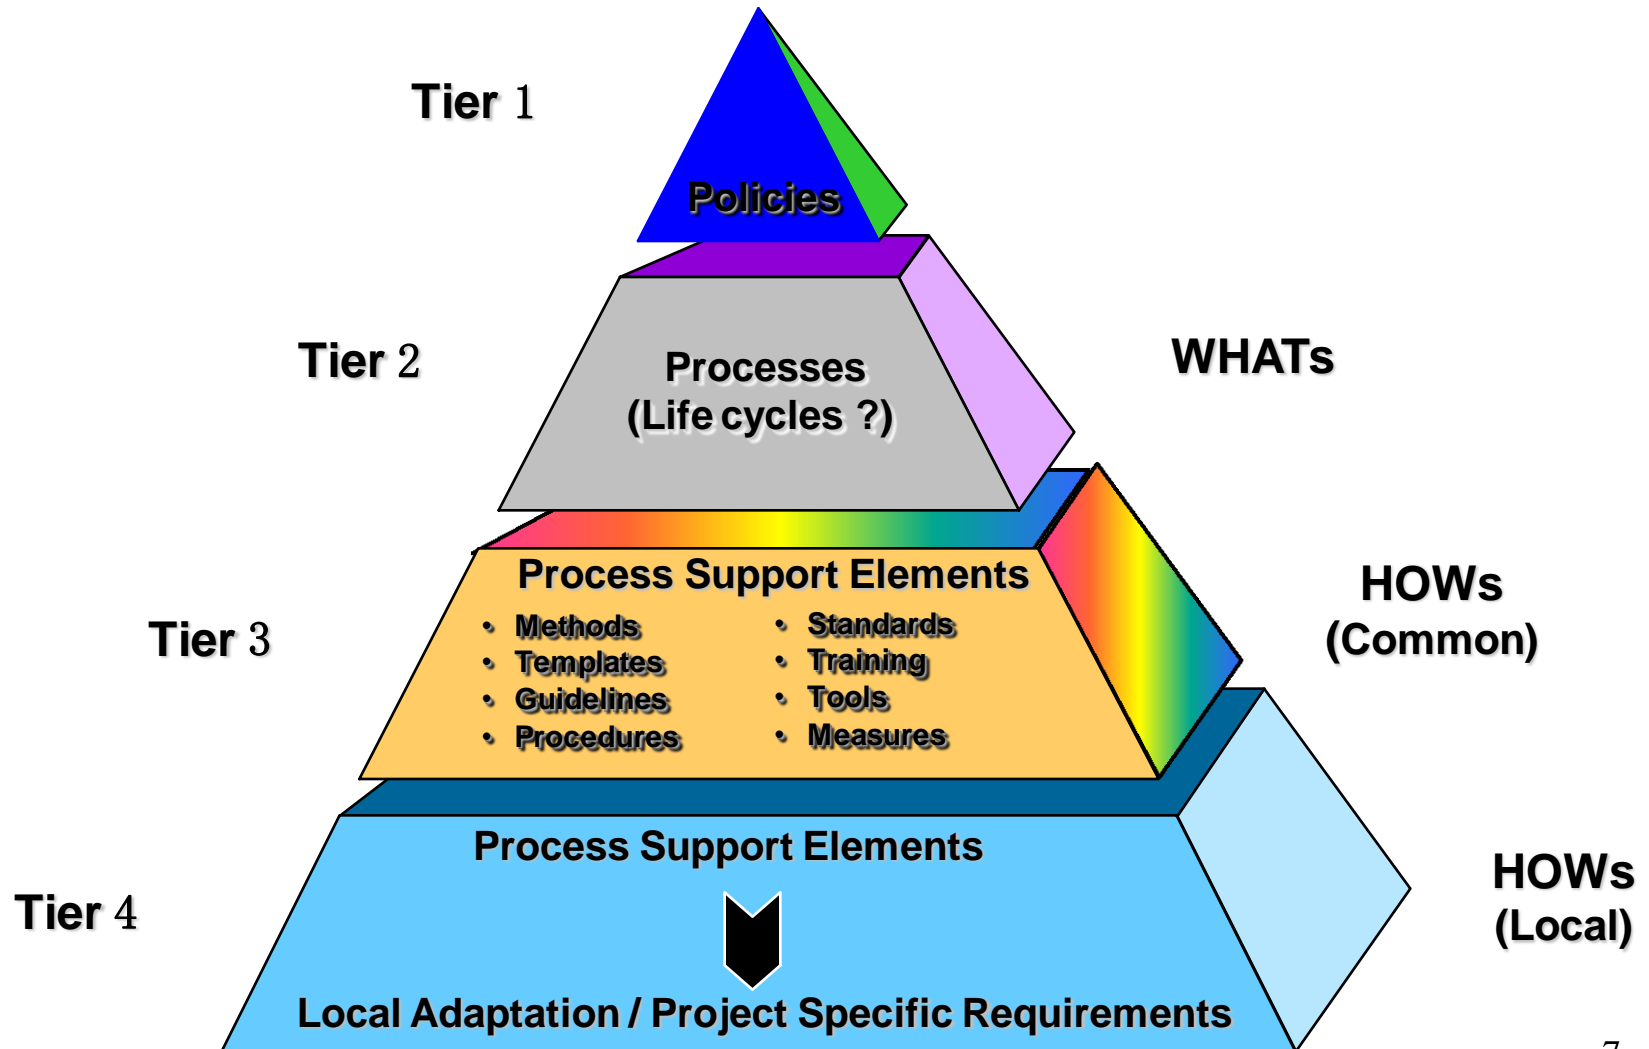 Tier 1
Policies
Tier 2
Processes
(Life cycles ?)
WHATs
Tier 3
Process Support Elements
• Methods
• Templates
• Guidelines
• Procedures
• Standards
• Training
• Tools
• Measures
HOWs
(Common)
Tier 4
Process Support Elements
Local Adaptation / Project Specific Requirements
HOWs
(Local)
7